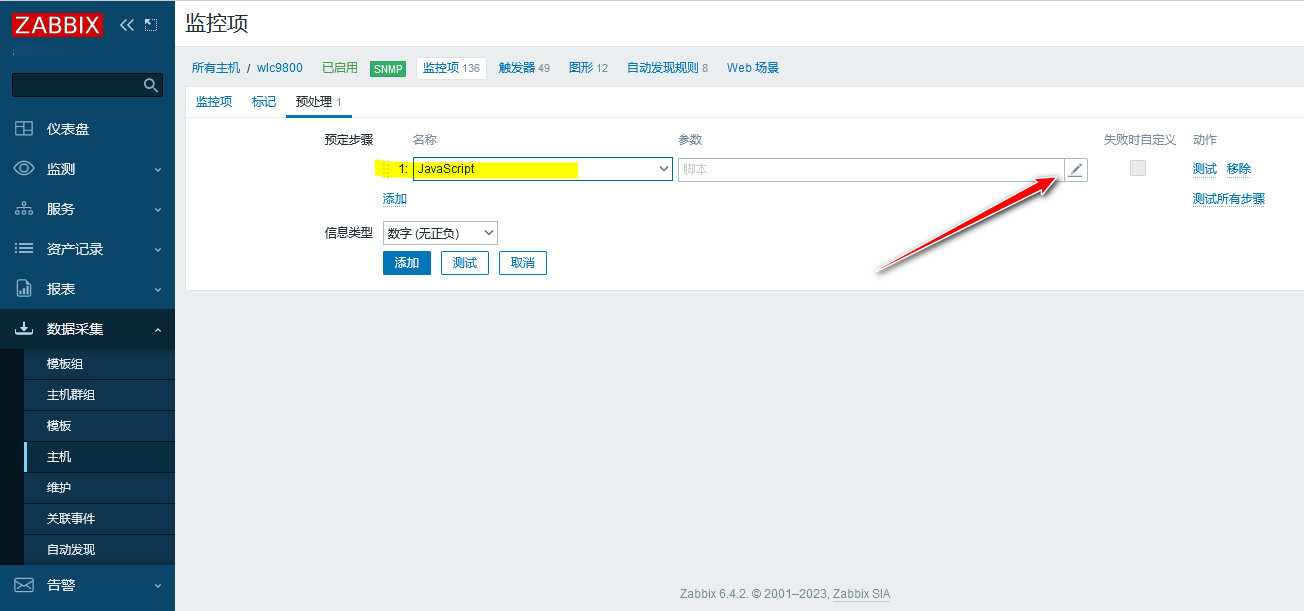 ZABBIX
监控项
所有主机 / wlc9800 已启用 SNMP 监控项 136 触发器 49 图形 12 自动发现规则 8 Web 场景
监控项 标记 预处理 1
预定步骤 名称 参数 失败时自定义 动作
1: JavaScript 脚本 测试 移除
添加 测试所有步骤
信息类型 数字 (无正负)
添加 测试 取消
仪表盘
监测
服务
资产记录
报表
数据采集
模板组
主机群组
模板
主机
维护
关联事件
自动发现
告警
Zabbix 6.4.2. © 2001–2023, Zabbix SIA